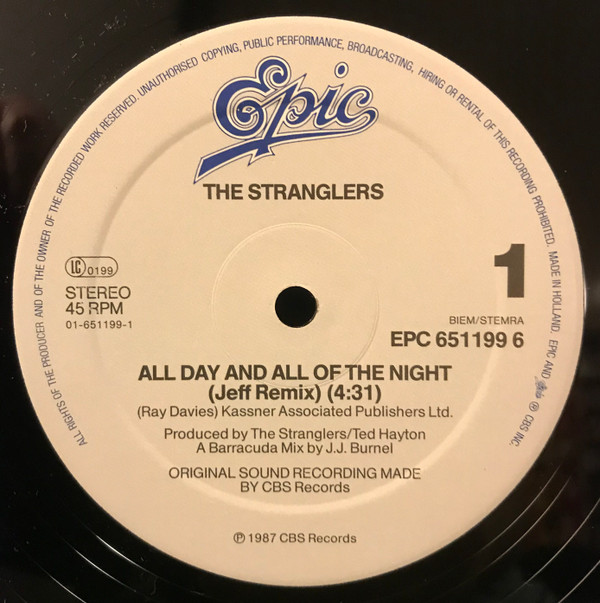 ALL RIGHTS OF THE PRODUCER AND OF THE OWNER OF THE RECORDED WORK RESERVED. UNAUTHORISED COPYING, PUBLIC PERFORMANCE, BROADCASTING, HIRING OR RENTAL OF THIS RECORDING PROHIBITED. MADE IN HOLLAND. EPIC AND Epic ℗ CBS INC.
Epic
THE STRANGLERS
LC 0199
STEREO
45 RPM
01-651199-1
1
BIEM/STEMRA
EPC 651199 6
ALL DAY AND ALL OF THE NIGHT
(Jeff Remix) (4:31)
(Ray Davies) Kassner Associated Publishers Ltd.
Produced by The Stranglers/Ted Hayton
A Barracuda Mix by J.J. Burnel
ORIGINAL SOUND RECORDING MADE
BY CBS Records
℗ 1987 CBS Records